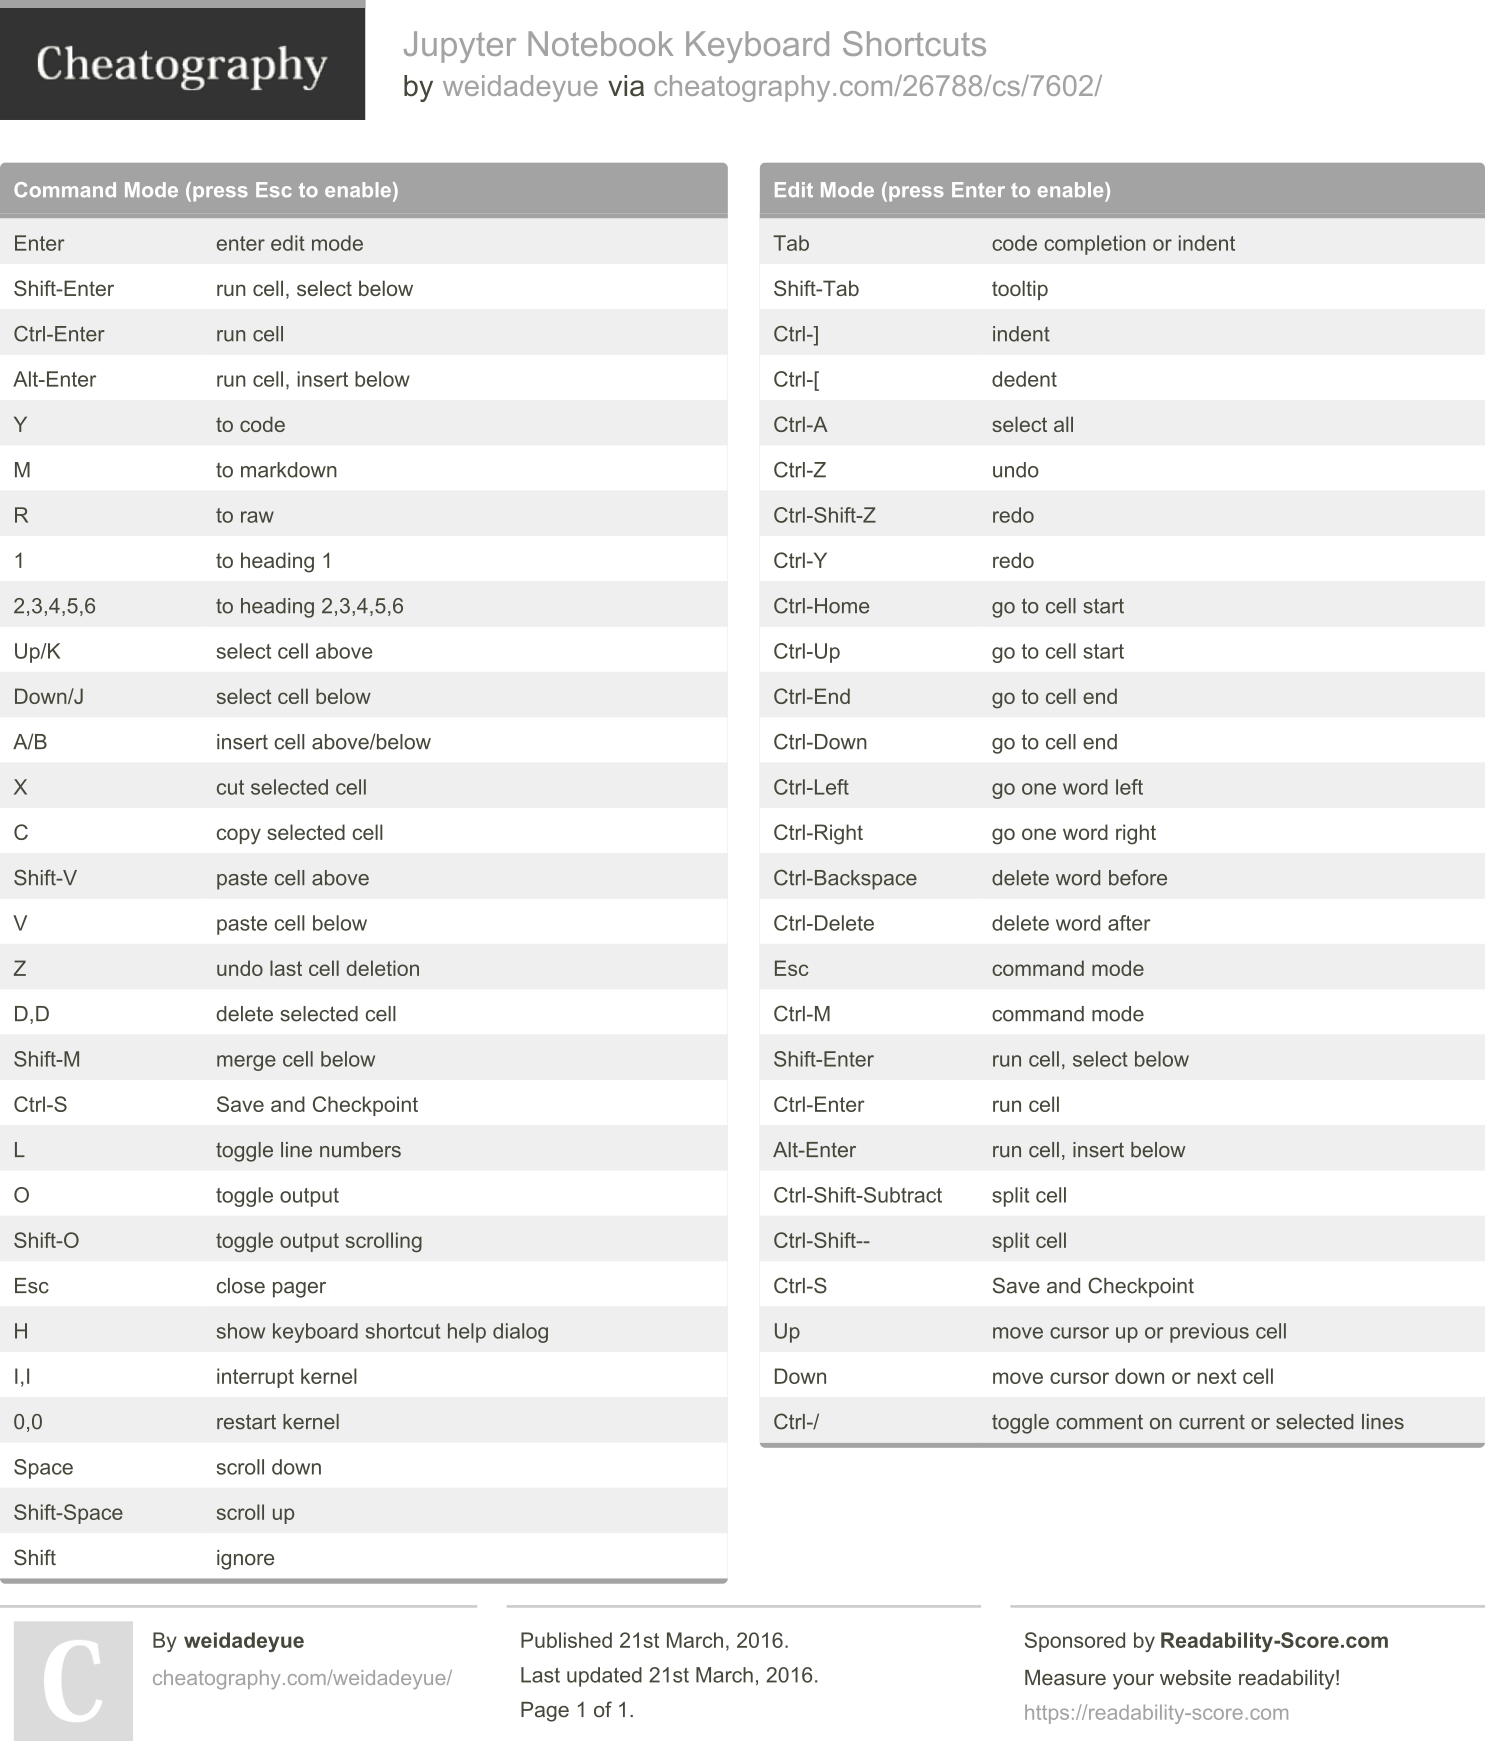 Cheatography
Jupyter Notebook Keyboard Shortcuts
by weidadeyue via cheatography.com/26788/cs/7602/
Command Mode (press Esc to enable)
Enter enter edit mode
Shift-Enter run cell, select below
Ctrl-Enter run cell
Alt-Enter run cell, insert below
Y to code
M to markdown
R to raw
1 to heading 1
2,3,4,5,6 to heading 2,3,4,5,6
Up/K select cell above
Down/J select cell below
A/B insert cell above/below
X cut selected cell
C copy selected cell
Shift-V paste cell above
V paste cell below
Z undo last cell deletion
D,D delete selected cell
Shift-M merge cell below
Ctrl-S Save and Checkpoint
L toggle line numbers
O toggle output
Shift-O toggle output scrolling
Esc close pager
H show keyboard shortcut help dialog
I,I interrupt kernel
0,0 restart kernel
Space scroll down
Shift-Space scroll up
Shift ignore
Edit Mode (press Enter to enable)
Tab code completion or indent
Shift-Tab tooltip
Ctrl-] indent
Ctrl-[ dedent
Ctrl-A select all
Ctrl-Z undo
Ctrl-Shift-Z redo
Ctrl-Y redo
Ctrl-Home go to cell start
Ctrl-Up go to cell start
Ctrl-End go to cell end
Ctrl-Down go to cell end
Ctrl-Left go one word left
Ctrl-Right go one word right
Ctrl-Backspace delete word before
Ctrl-Delete delete word after
Esc command mode
Ctrl-M command mode
Shift-Enter run cell, select below
Ctrl-Enter run cell
Alt-Enter run cell, insert below
Ctrl-Shift-Subtract split cell
Ctrl-Shift-- split cell
Ctrl-S Save and Checkpoint
Up move cursor up or previous cell
Down move cursor down or next cell
Ctrl-/ toggle comment on current or selected lines
C
By weidadeyue
cheatography.com/weidadeyue/
Published 21st March, 2016.
Last updated 21st March, 2016.
Page 1 of 1.
Sponsored by Readability-Score.com
Measure your website readability!
https://readability-score.com